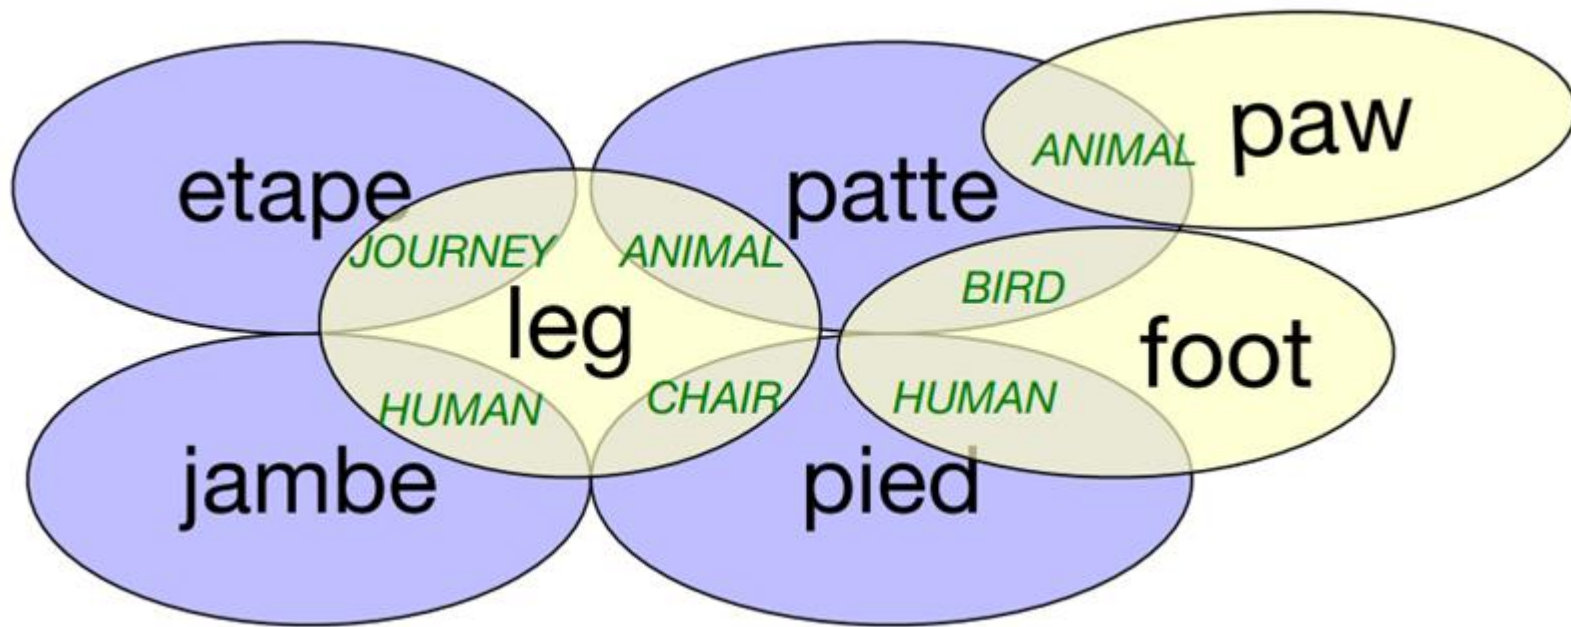 paw
ANIMAL
etape
patte
JOURNEY
ANIMAL
BIRD
leg
foot
HUMAN
CHAIR
HUMAN
jambe
pied